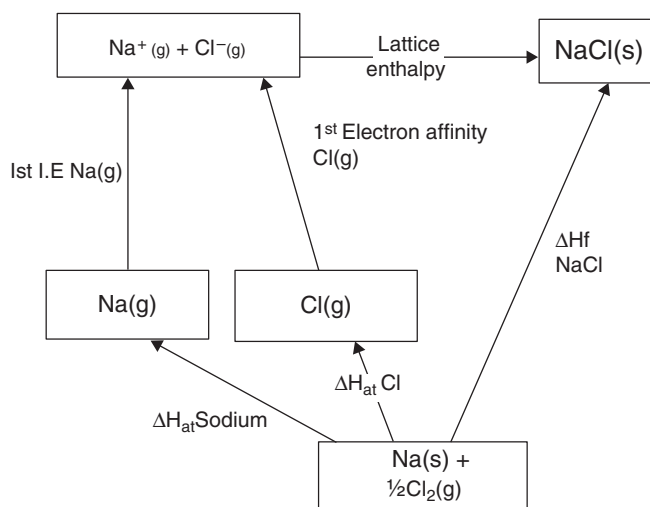 Na⁺ (g) + Cl⁻(g)
Lattice
enthalpy
NaCl(s)
1st Electron affinity
Cl(g)
Ist I.E Na(g)
ΔHf
NaCl
Na(g)
Cl(g)
ΔHat Cl
ΔHatSodium
Na(s) +
½Cl₂(g)